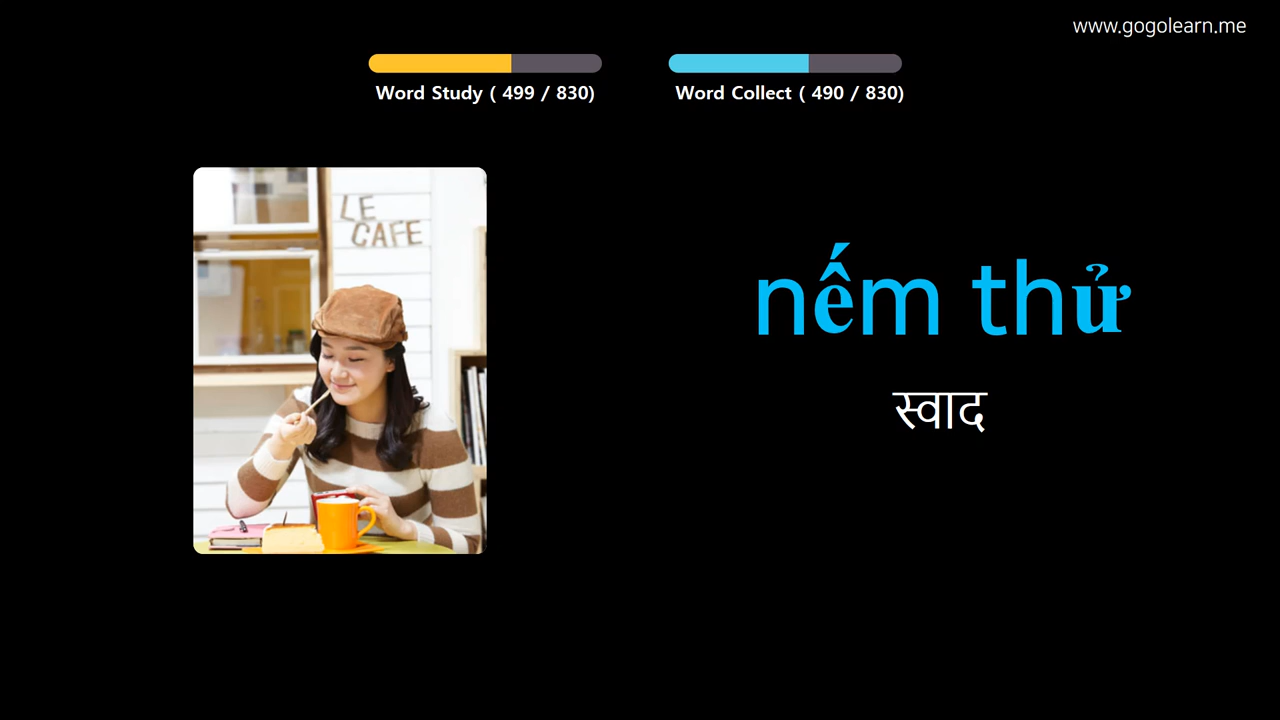 www.gogolearn.me
Word Study ( 499 / 830)
Word Collect ( 490 / 830)
LE
CAFE
nếm thử
स्वाद